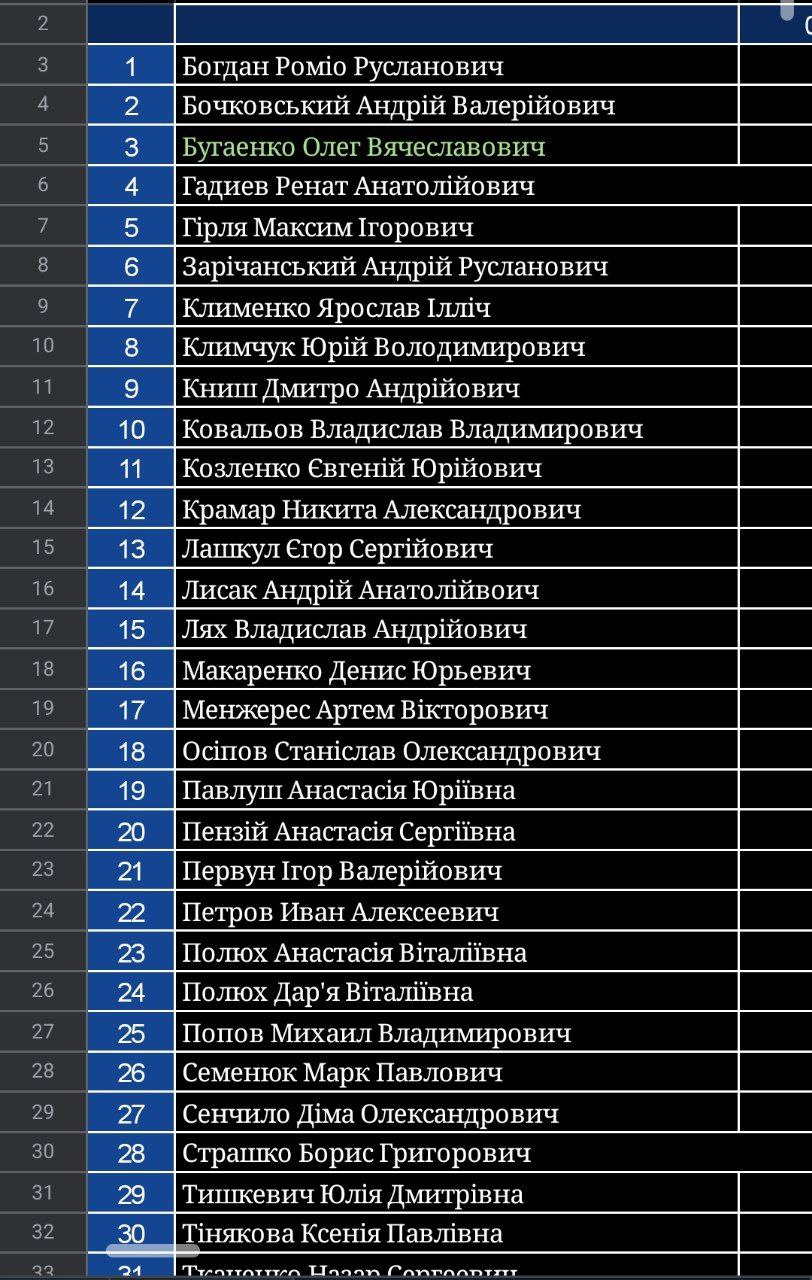 2
3 1 Богдан Роміо Русланович
4 2 Бочковський Андрій Валерійович
5 3 Бугаенко Олег Вячеславович
6 4 Гадиев Ренат Анатолійович
7 5 Гірля Максим Ігорович
8 6 Зарічанський Андрій Русланович
9 7 Клименко Ярослав Ілліч
10 8 Климчук Юрій Володимирович
11 9 Книш Дмитро Андрійович
12 10 Ковальов Владислав Владимирович
13 11 Козленко Євгеній Юрійович
14 12 Крамар Никита Александрович
15 13 Лашкул Єгор Сергійович
16 14 Лисак Андрій Анатолійвоич
17 15 Лях Владислав Андрійович
18 16 Макаренко Денис Юрьевич
19 17 Менжерес Артем Вікторович
20 18 Осіпов Станіслав Олександрович
21 19 Павлуш Анастасія Юріївна
22 20 Пензій Анастасія Сергіївна
23 21 Первун Ігор Валерійович
24 22 Петров Иван Алексеевич
25 23 Полюх Анастасія Віталіївна
26 24 Полюх Дар'я Віталіївна
27 25 Попов Михаил Владимирович
28 26 Семенюк Марк Павлович
29 27 Сенчило Діма Олександрович
30 28 Страшко Борис Григорович
31 29 Тишкевич Юлія Дмитрівна
32 30 Тінякова Ксенія Павлівна
33 31 Ткаченко Назар Сергеевич